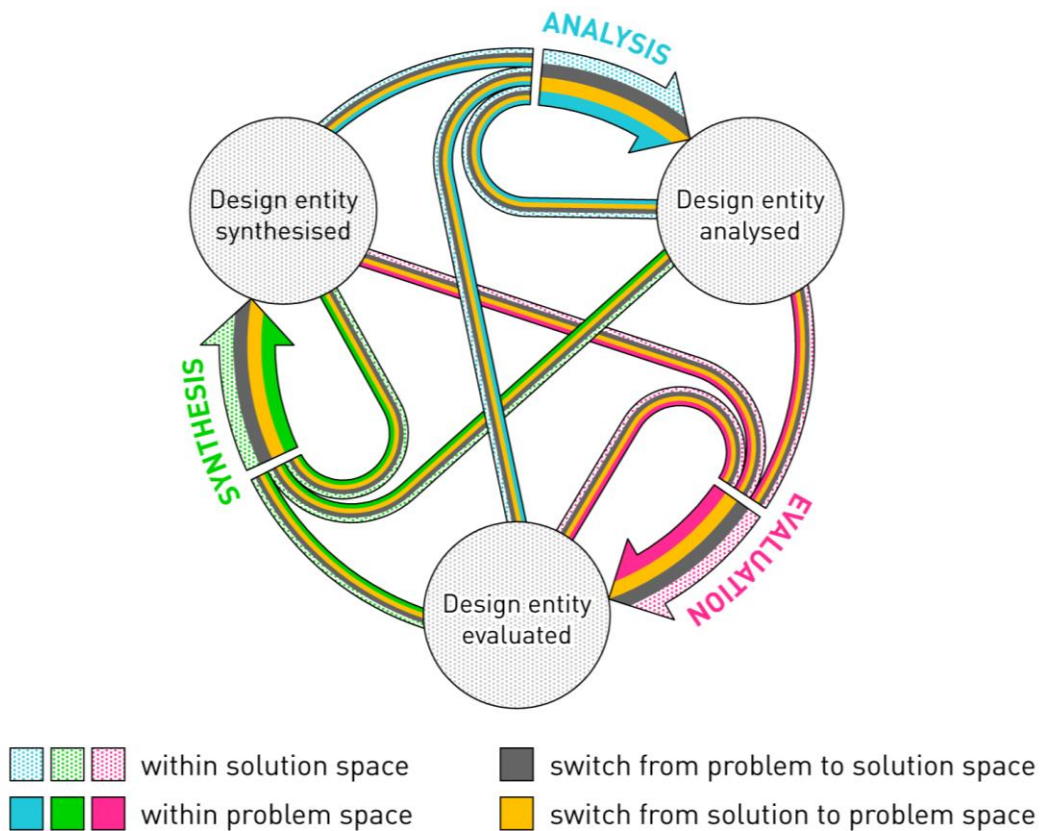 ANALYSIS
Design entity
synthesised
Design entity
analysed
SYNTHESIS
EVALUATION
Design entity
evaluated
within solution space
switch from problem to solution space
within problem space
switch from solution to problem space